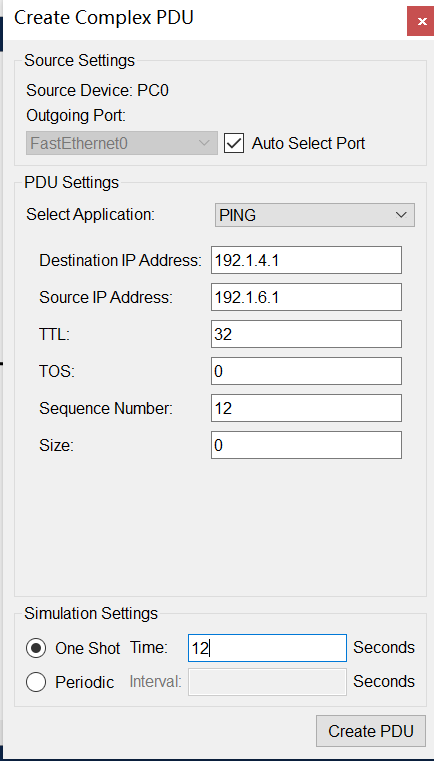 Create Complex PDU
Source Settings
Source Device: PC0
Outgoing Port:
FastEthernet0 Auto Select Port
PDU Settings
Select Application: PING
Destination IP Address: 192.1.4.1
Source IP Address: 192.1.6.1
TTL: 32
TOS: 0
Sequence Number: 12
Size: 0
Simulation Settings
One Shot Time: 12 Seconds
Periodic Interval: Seconds
Create PDU